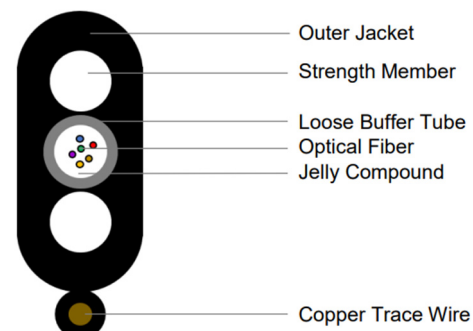 Outer Jacket
Strength Member
Loose Buffer Tube
Optical Fiber
Jelly Compound
Copper Trace Wire